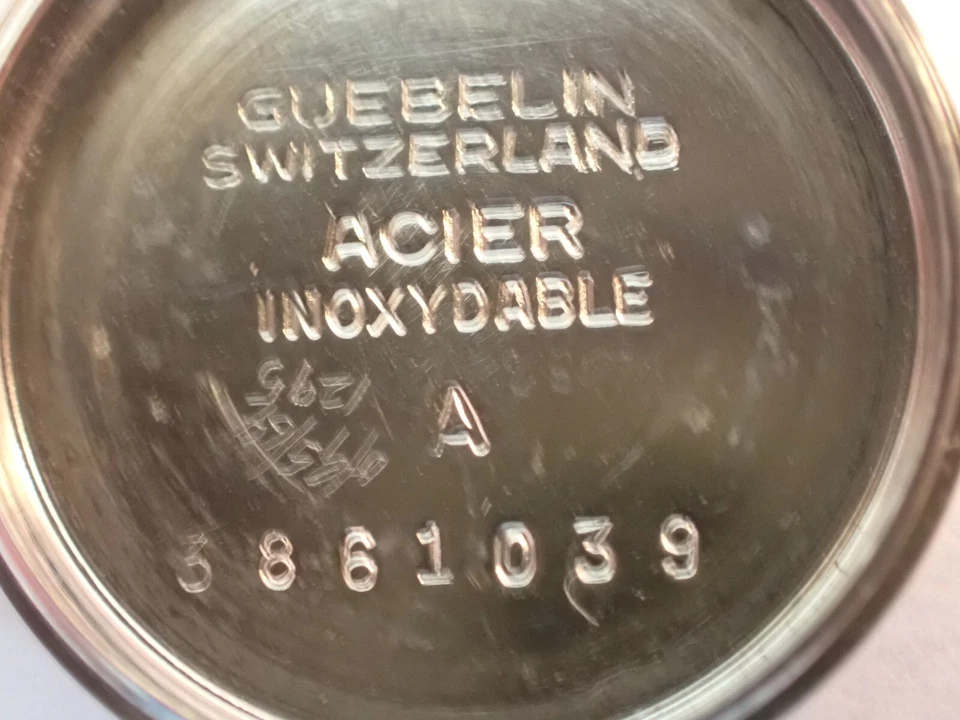 GUEBELIN
SWITZERLAND
ACIER
INOXYDABLE
A
3861039